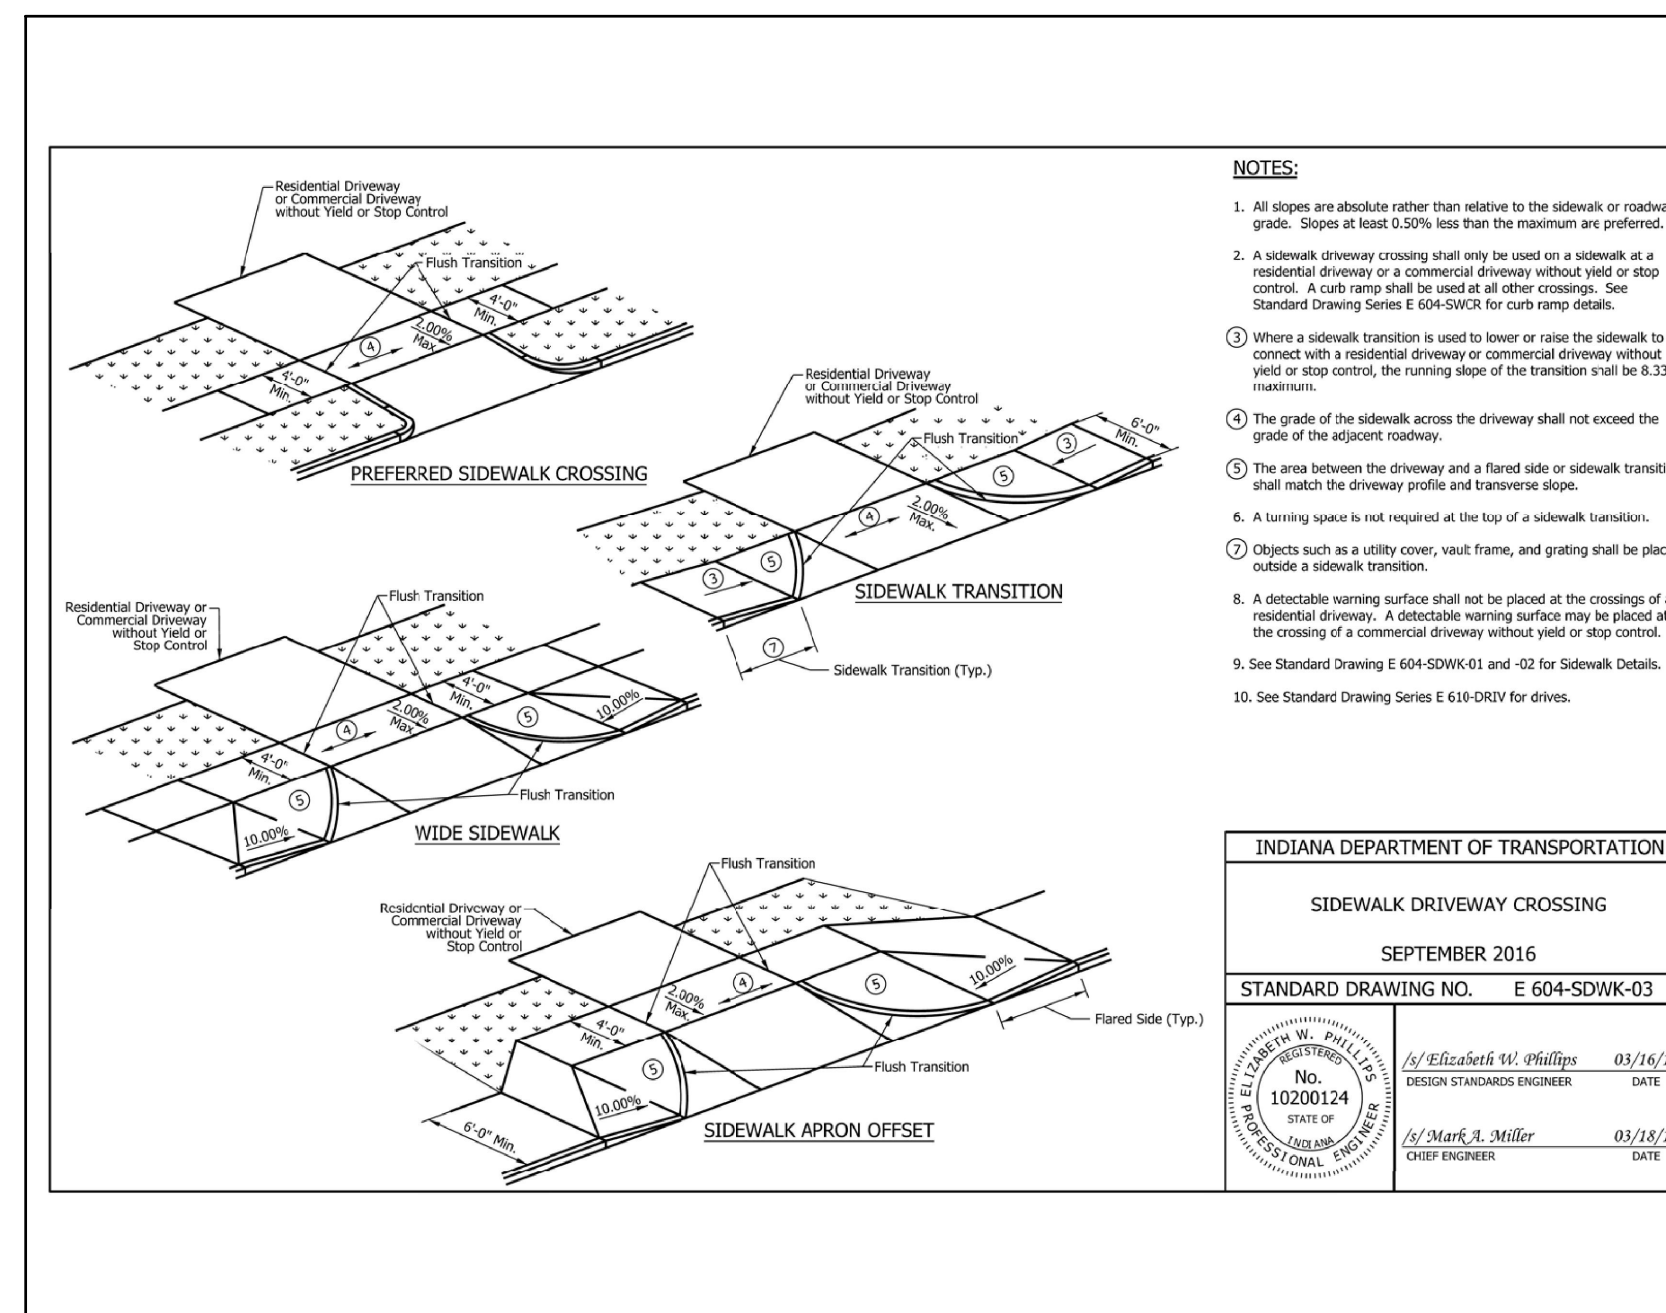 Residential Driveway
or Commercial Driveway
without Yield or Stop Control
Flush Transition
4'-0"
Min.
2.00%
Max.
4
4'-0"
Min.
PREFERRED SIDEWALK CROSSING
Residential Driveway
or Commercial Driveway
without Yield or Stop Control
Flush Transition
6'-0"
Min.
3
5
2.00%
Max.
4
5
3
SIDEWALK TRANSITION
7
Sidewalk Transition (Typ.)
Residential Driveway or
Commercial Driveway
without Yield or
Stop Control
Flush Transition
4'-0"
Min.
10.00%
5
2.00%
Max.
4
4'-0"
Min.
5
10.00%
Flush Transition
WIDE SIDEWALK
Residential Driveway or
Commercial Driveway
without Yield or
Stop Control
Flush Transition
10.00%
5
4
2.00%
Max.
4'-0"
Min.
5
10.00%
6'-0" Min.
Flared Side (Typ.)
Flush Transition
SIDEWALK APRON OFFSET
NOTES:
1. All slopes are absolute rather than relative to the sidewalk or
grade. Slopes at least 0.50% less than the maximum are preferred.
2. A sidewalk driveway crossing shall only be used on a sidewalk at a
residential driveway or a commercial driveway without yield or stop
control. A curb ramp shall be used at all other crossings. See
Standard Drawing Series E 604-SWCR for curb ramp details.
3 Where a sidewalk transition is used to lower or raise the sidewalk to
connect with a residential driveway or commercial driveway without
yield or stop control, the running slope of the transition shall be 8.33
maximum.
4 The grade of the sidewalk across the driveway shall not exceed the
grade of the adjacent roadway.
5 The area between the driveway and a flared side or sidewalk
shall match the driveway profile and transverse slope.
6. A turning space is not required at the top of a sidewalk transition.
7 Objects such as a utility cover, vault frame, and grating shall be
outside a sidewalk transition.
8. A detectable warning surface shall not be placed at the crossings of
residential driveway. A detectable warning surface may be placed at
the crossing of a commercial driveway without yield or stop control.
9. See Standard Drawing E 604-SDWK-01 and -02 for Sidewalk Details.
10. See Standard Drawing Series E 610-DRIV for drives.
INDIANA DEPARTMENT OF TRANSPORTATION
SIDEWALK DRIVEWAY CROSSING
SEPTEMBER 2016
STANDARD DRAWING NO. E 604-SDWK-03
ELIZABETH W. PHILLIPS
REGISTERED
No.
10200124
STATE OF
INDIANA
PROFESSIONAL ENGINEER
/s/ Elizabeth W. Phillips 03/16/1
DESIGN STANDARDS ENGINEER DATE
/s/ Mark A. Miller 03/18/1
CHIEF ENGINEER DATE